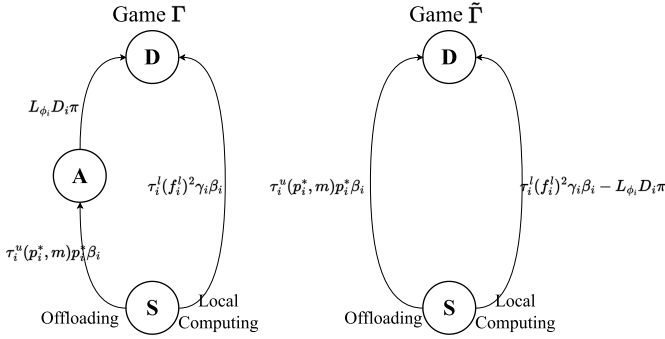 Game Γ
Game Γ̃
D
D
L_{ϕ_i} D_i π
A
τ_i^l(f_i^l)^2 γ_i β_i
τ_i^u(p_i^*, m)p_i^* β_i
τ_i^l(f_i^l)^2 γ_i β_i − L_{ϕ_i} D_i π
τ_i^u(p_i^*, m)p_i^* β_i
S
S
Offloading
Local
Computing
Offloading
Local
Computing